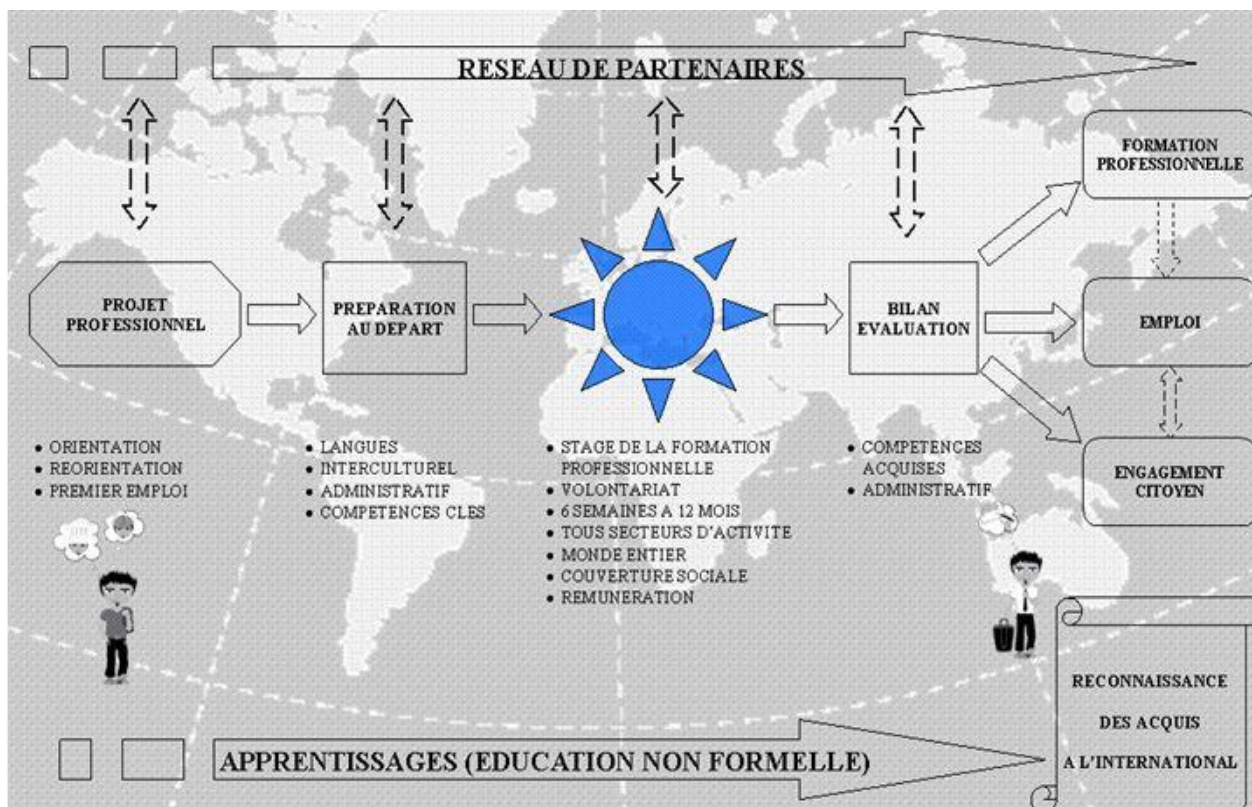 RESEAU DE PARTENAIRES
FORMATION
PROFESSIONNELLE
PROJET
PROFESSIONNEL
PREPARATION
AU DEPART
BILAN
EVALUATION
EMPLOI
• ORIENTATION
• REORIENTATION
• PREMIER EMPLOI
• LANGUES
• INTERCULTUREL
• ADMINISTRATIF
• COMPETENCES CLES
• STAGE DE LA FORMATION
PROFESSIONNELLE
• VOLONTARIAT
• 6 SEMAINES A 12 MOIS
• TOUS SECTEURS D'ACTIVITE
• MONDE ENTIER
• COUVERTURE SOCIALE
• REMUNERATION
• COMPETENCES
ACQUISES
• ADMINISTRATIF
ENGAGEMENT
CITOYEN
APPRENTISSAGES (EDUCATION NON FORMELLE)
RECONNAISSANCE
DES ACQUIS
A L'INTERNATIONAL